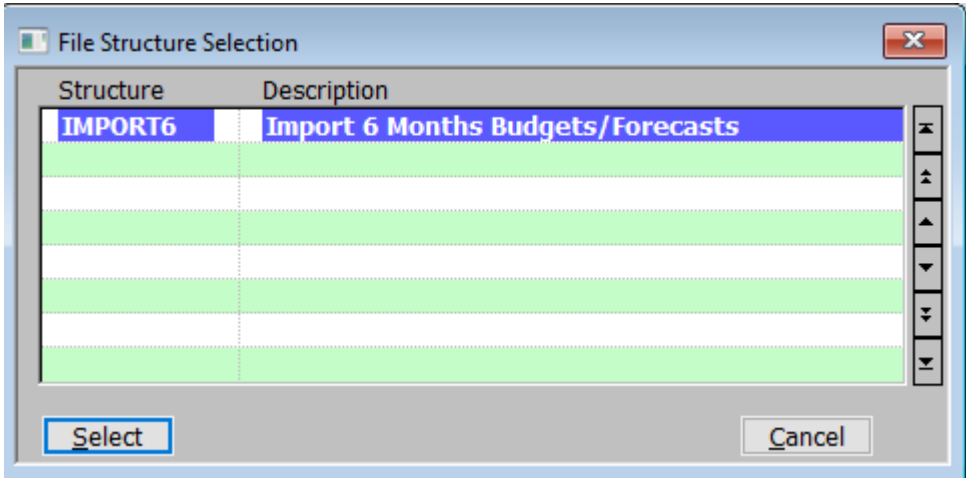 File Structure Selection
Structure Description
IMPORT6 Import 6 Months Budgets/Forecasts
Select Cancel